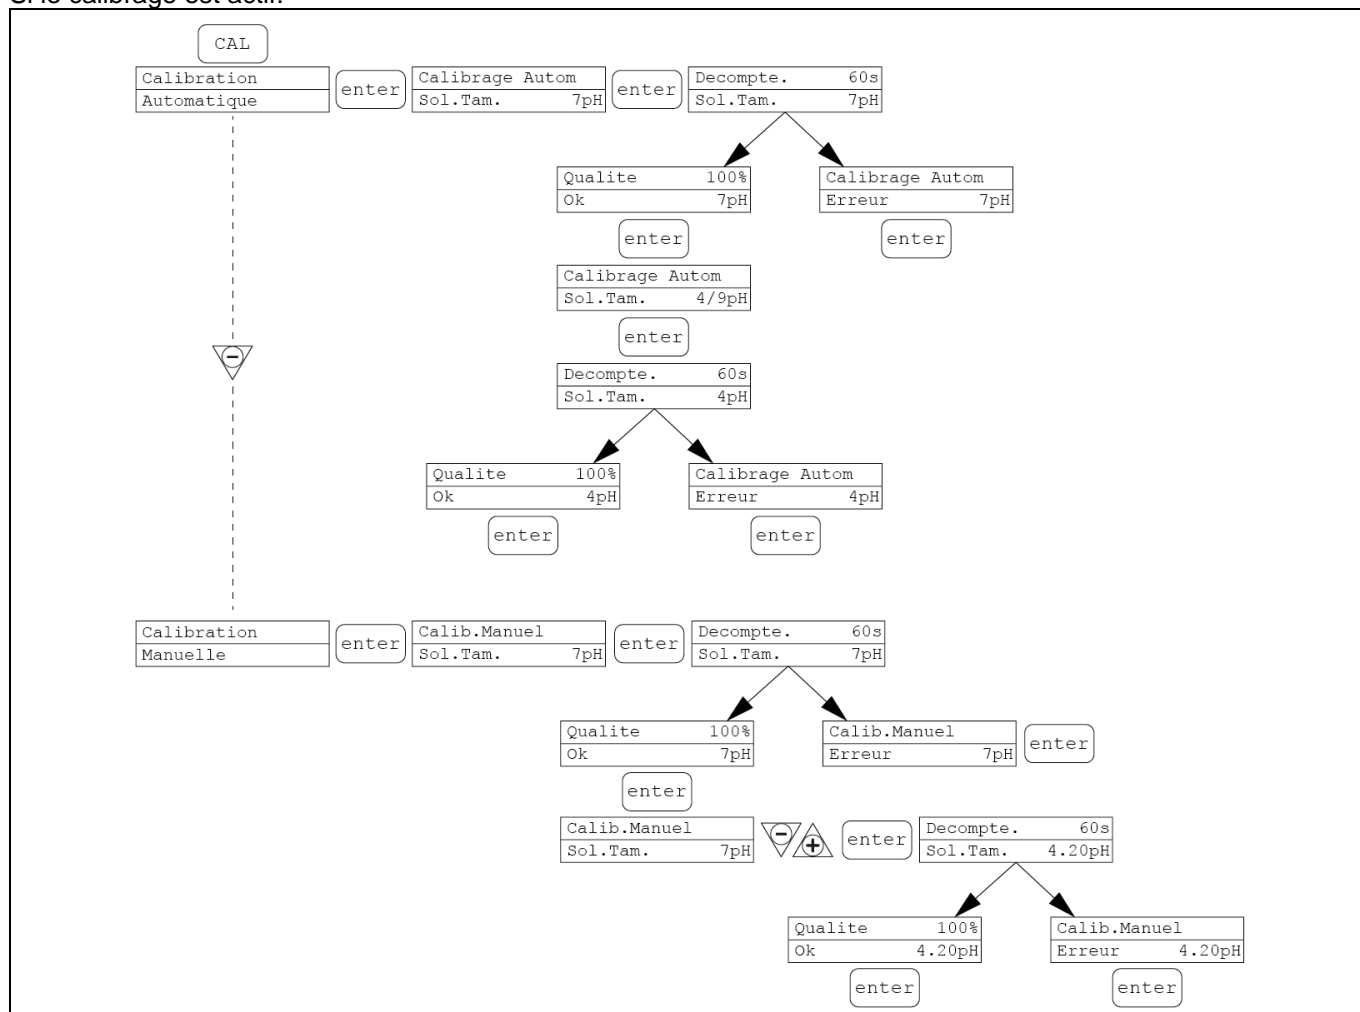 Si le calibrage est actif:
CAL
Calibration
Automatique
enter
Calibrage Autom
Sol.Tam. 7pH
enter
Decompte. 60s
Sol.Tam. 7pH
Qualite 100%
Ok 7pH
enter
Calibrage Autom
Erreur 7pH
enter
Calibrage Autom
Sol.Tam. 4/9pH
enter
Decompte. 60s
Sol.Tam. 4pH
Qualite 100%
Ok 4pH
enter
Calibrage Autom
Erreur 4pH
enter
Calibration
Manuelle
enter
Calib.Manuel
Sol.Tam. 7pH
enter
Decompte. 60s
Sol.Tam. 7pH
Qualite 100%
Ok 7pH
enter
Calib.Manuel
Erreur 7pH
enter
Calib.Manuel
Sol.Tam. 7pH
enter
Decompte. 60s
Sol.Tam. 4.20pH
Qualite 100%
Ok 4.20pH
enter
Calib.Manuel
Erreur 4.20pH
enter